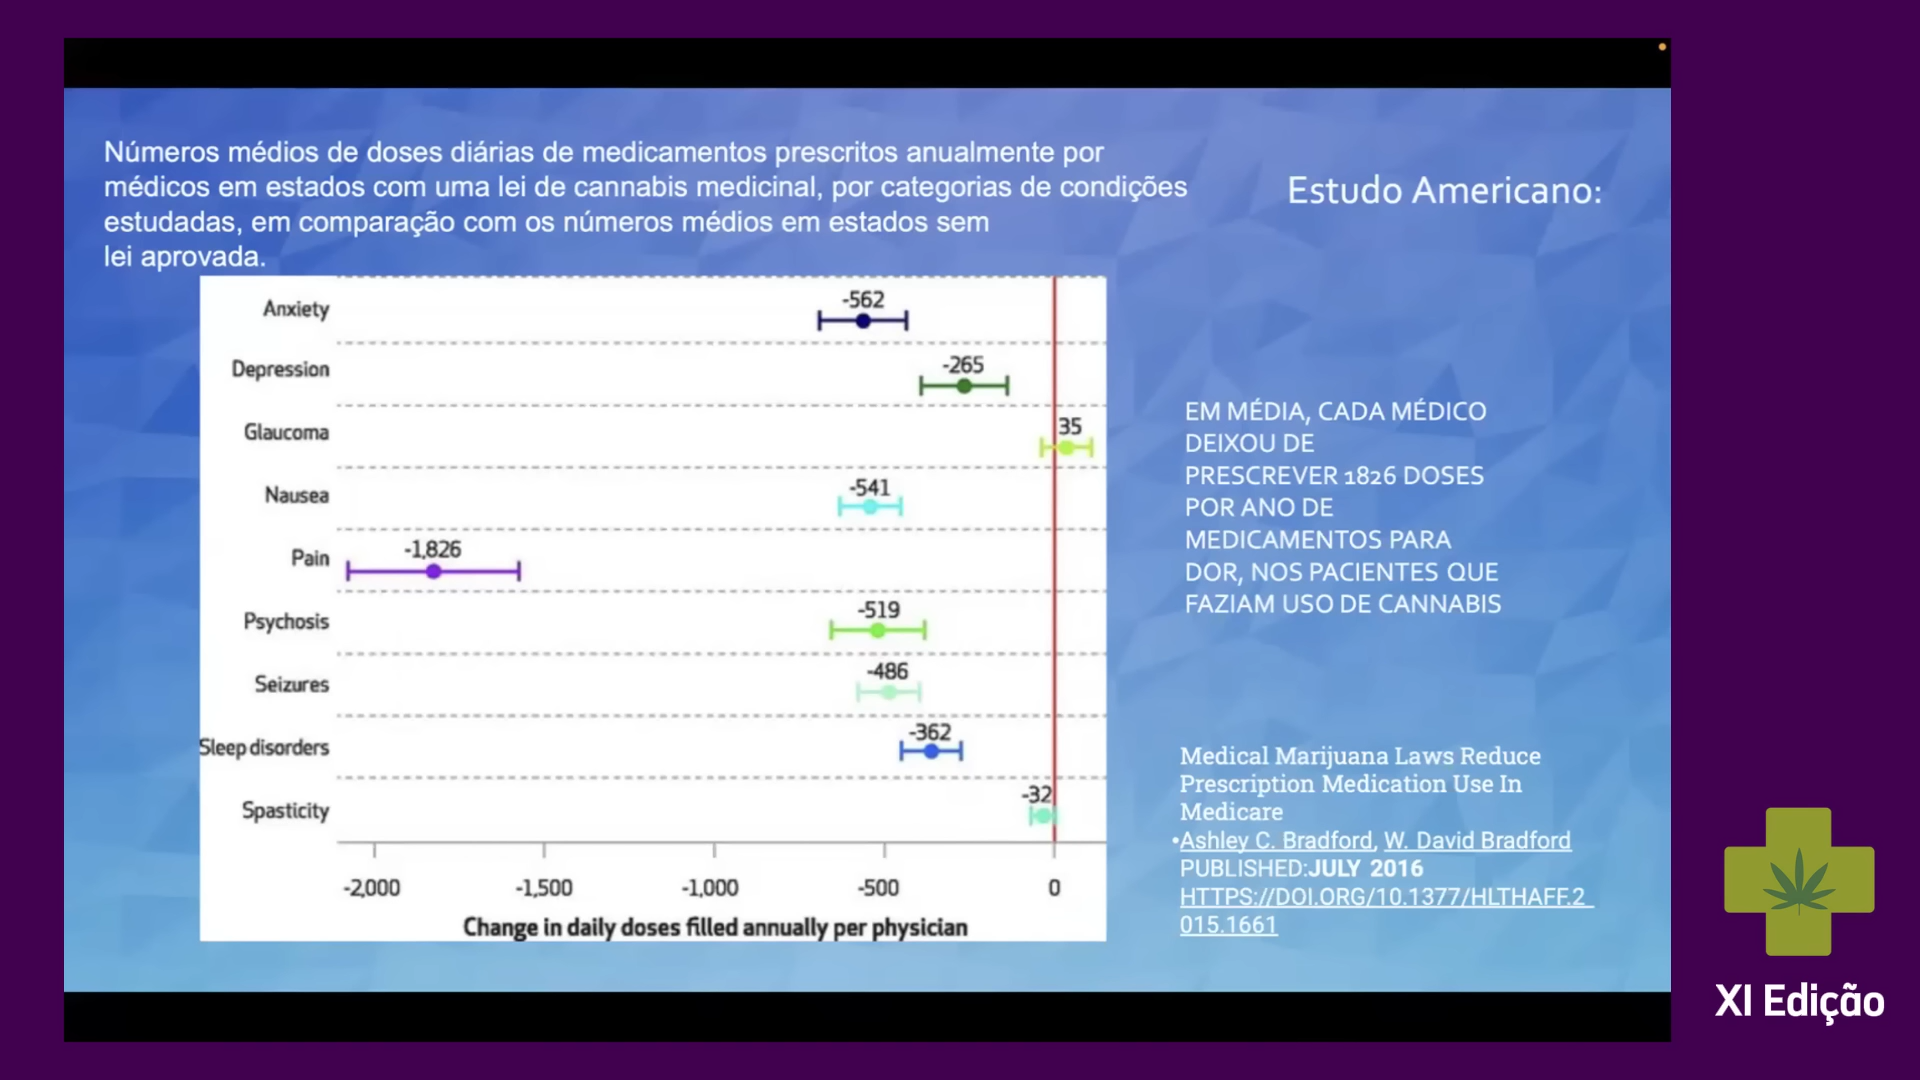 Números médios de doses diárias de medicamentos prescritos anualmente por
médicos em estados com uma lei de cannabis medicinal, por categorias de condições
estudadas, em comparação com os números médios em estados sem
lei aprovada.
Estudo Americano:
Anxiety
-562
Depression
-265
Glaucoma
35
Nausea
-541
Pain
-1,826
Psychosis
-519
Seizures
-486
Sleep disorders
-362
Spasticity
-32
-2,000 -1,500 -1,000 -500 0
Change in daily doses filled annually per physician
EM MÉDIA, CADA MÉDICO
DEIXOU DE
PRESCREVER 1826 DOSES
POR ANO DE
MEDICAMENTOS PARA
DOR, NOS PACIENTES QUE
FAZIAM USO DE CANNABIS
Medical Marijuana Laws Reduce
Prescription Medication Use In
Medicare
•Ashley C. Bradford, W. David Bradford
PUBLISHED:JULY 2016
HTTPS://DOI.ORG/10.1377/HLTHAFF.2
015.1661
XI Edição